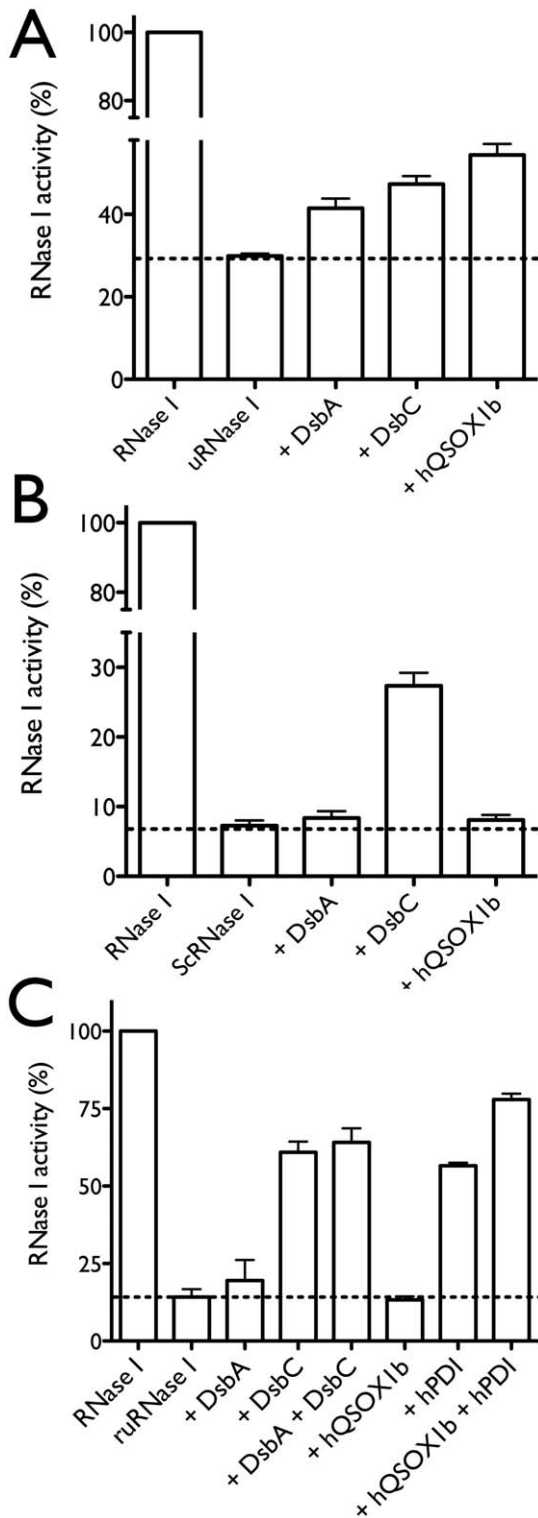 A
RNase I activity (%)
100
80
40
20
0
RNase I
uRNase I
+ DsbA
+ DsbC
+ hQSOX1b
B
RNase I activity (%)
100
80
30
20
10
0
RNase I
ScRNase I
+ DsbA
+ DsbC
+ hQSOX1b
C
RNase I activity (%)
100
75
50
25
0
RNase I
ruRNase I
+ DsbA
+ DsbC
+ DsbA + DsbC
+ hQSOX1b
+ hPDI
+ hQSOX1b + hPDI